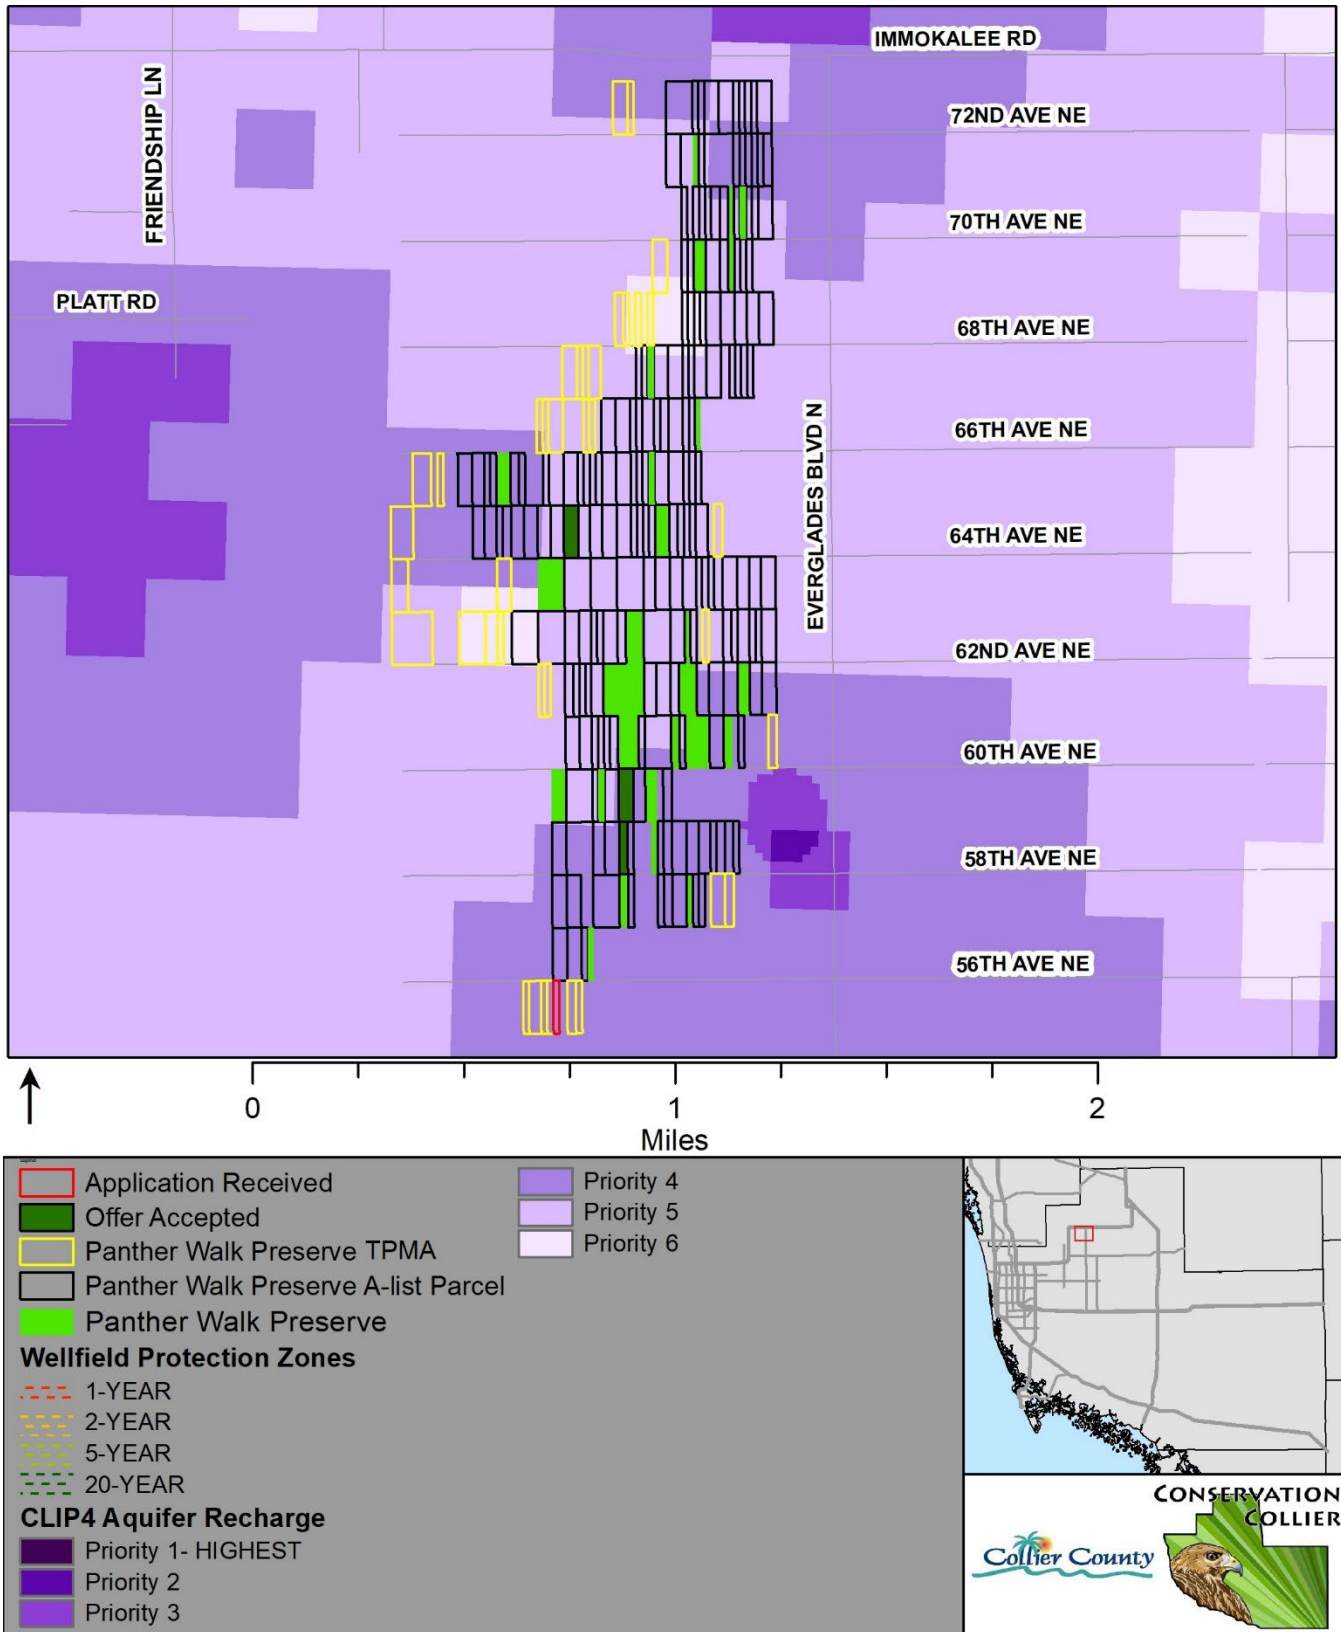 IMMOKALEE RD
FRIENDSHIP LN
72ND AVE NE
70TH AVE NE
PLATT RD
68TH AVE NE
66TH AVE NE
EVERGLADES BLVD N
64TH AVE NE
62ND AVE NE
60TH AVE NE
58TH AVE NE
56TH AVE NE
0 1 2
Miles
Application Received
Offer Accepted
Panther Walk Preserve TPMA
Panther Walk Preserve A-list Parcel
Panther Walk Preserve
Wellfield Protection Zones
1-YEAR
2-YEAR
5-YEAR
20-YEAR
CLIP4 Aquifer Recharge
Priority 1- HIGHEST
Priority 2
Priority 3
Priority 4
Priority 5
Priority 6
Collier County
CONSERVATION
COLLIER